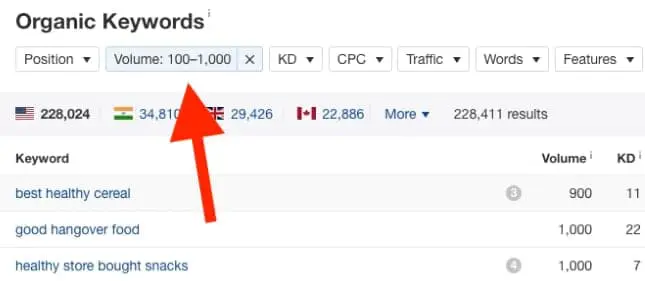 Organic Keywords i
Position Volume: 100–1,000 × KD CPC Traffic Words Features
228,024 34,810 29,426 22,886 More 228,411 results
Keyword Volume i KD i
best healthy cereal 3 900 11
good hangover food 1,000 22
healthy store bought snacks 4 1,000 7